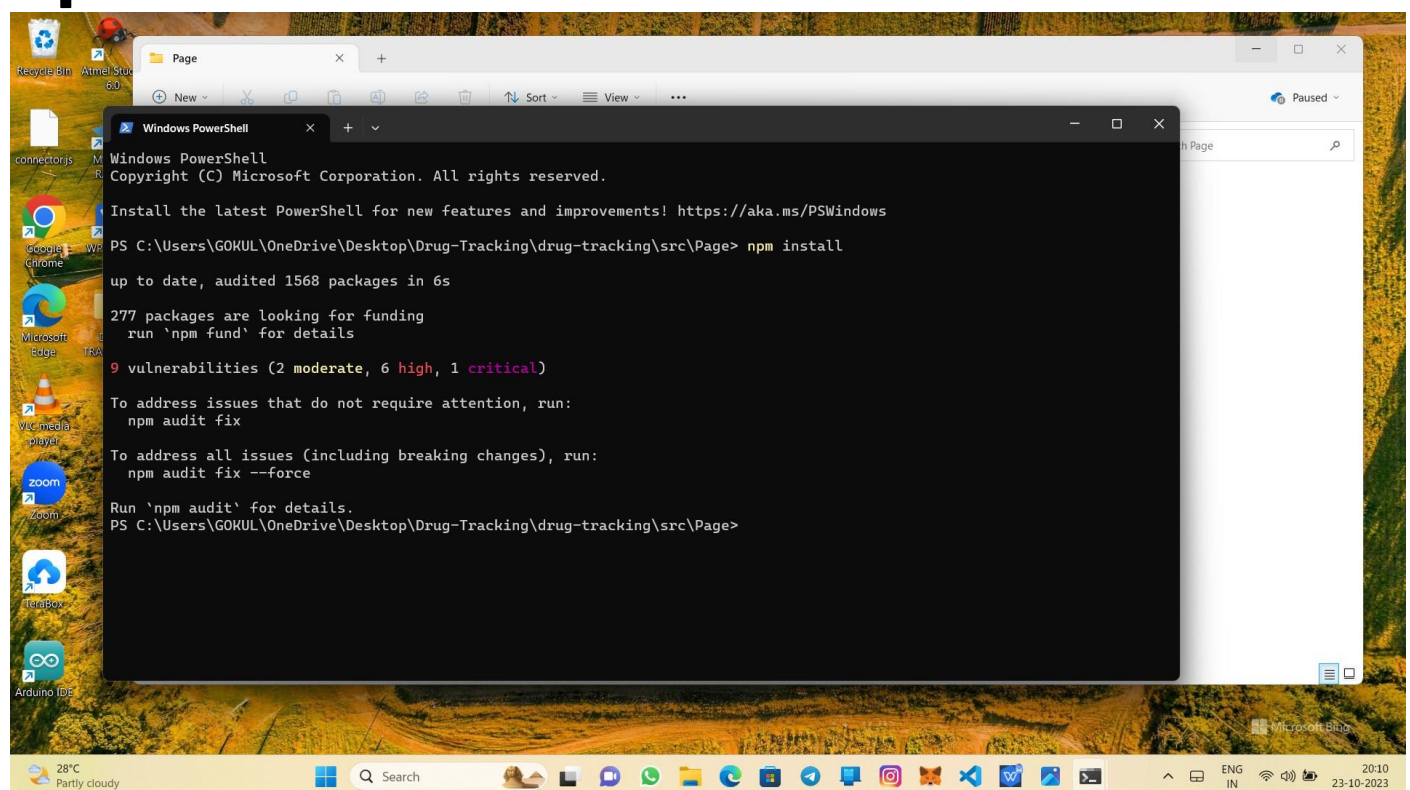 Recycle Bin
Atmel Stud
6.0
connector.js
Google
Chrome
Microsoft
Edge
VLC media
player
zoom
Zoom
TeraBox
Arduino IDE
Page
New
Sort
View
Paused
h Page
Windows PowerShell
Windows PowerShell
Copyright (C) Microsoft Corporation. All rights reserved.
Install the latest PowerShell for new features and improvements! https://aka.ms/PSWindows
PS C:\Users\GOKUL\OneDrive\Desktop\Drug-Tracking\drug-tracking\src\Page> npm install
up to date, audited 1568 packages in 6s
277 packages are looking for funding
run `npm fund` for details
9 vulnerabilities (2 moderate, 6 high, 1 critical)
To address issues that do not require attention, run:
npm audit fix
To address all issues (including breaking changes), run:
npm audit fix --force
Run `npm audit` for details.
PS C:\Users\GOKUL\OneDrive\Desktop\Drug-Tracking\drug-tracking\src\Page>
Microsoft Bing
28°C
Partly cloudy
Search
ENG
IN
20:10
23-10-2023